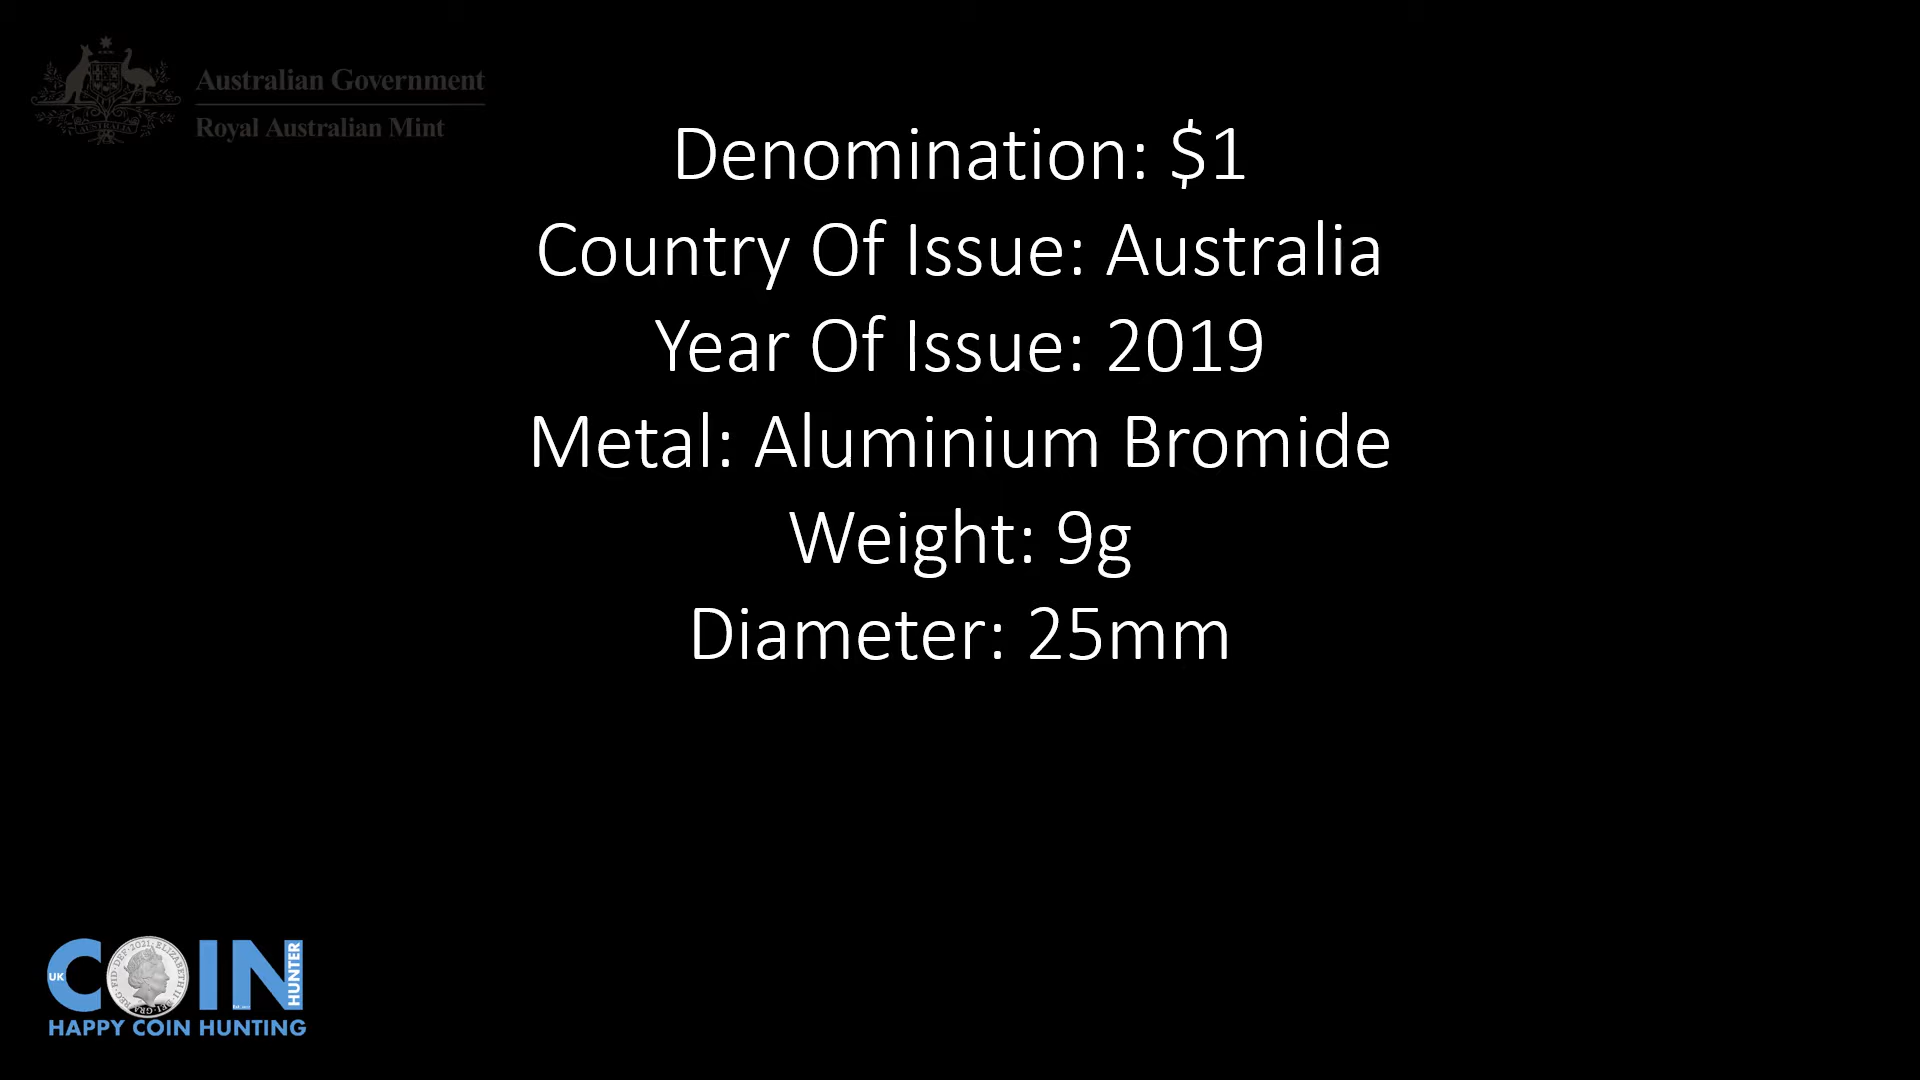 Australian Government
Royal Australian Mint
Denomination: $1
Country Of Issue: Australia
Year Of Issue: 2019
Metal: Aluminium Bromide
Weight: 9g
Diameter: 25mm
UK
COIN
HUNTER
HAPPY COIN HUNTING